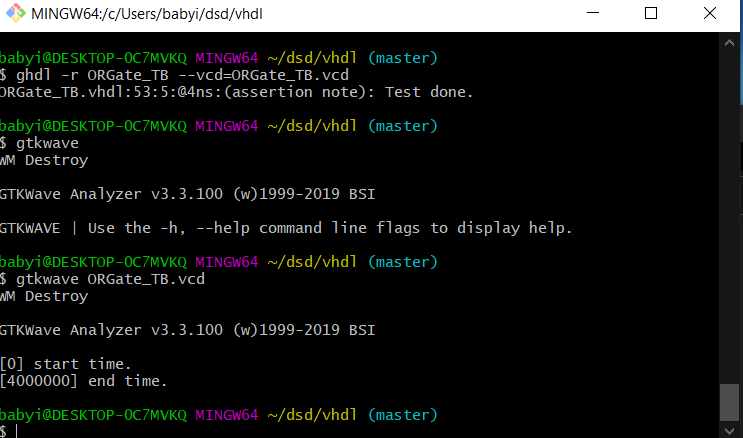 MINGW64:/c/Users/babyi/dsd/vhdl
babyi@DESKTOP-OC7MVKQ MINGW64 ~/dsd/vhdl (master)
$ ghdl -r ORGate_TB --vcd=ORGate_TB.vcd
ORGate_TB.vhdl:53:5:@4ns:(assertion note): Test done.
babyi@DESKTOP-OC7MVKQ MINGW64 ~/dsd/vhdl (master)
$ gtkwave
WM Destroy
GTKWave Analyzer v3.3.100 (w)1999-2019 BSI
GTKWAVE | Use the -h, --help command line flags to display help.
babyi@DESKTOP-OC7MVKQ MINGW64 ~/dsd/vhdl (master)
$ gtkwave ORGate_TB.vcd
WM Destroy
GTKWave Analyzer v3.3.100 (w)1999-2019 BSI
[0] start time.
[4000000] end time.
babyi@DESKTOP-OC7MVKQ MINGW64 ~/dsd/vhdl (master)
$